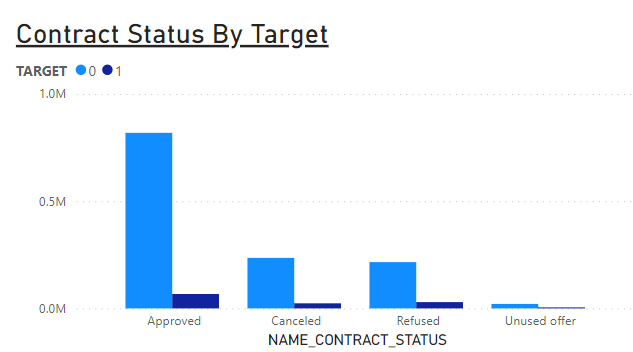 Contract Status By Target
TARGET 0 1
1.0M
0.5M
0.0M
Approved Canceled Refused Unused offer
NAME_CONTRACT_STATUS